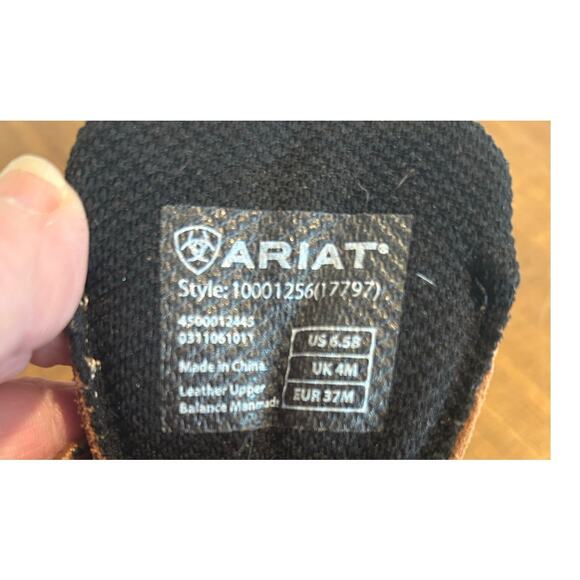 ARIAT®
Style: 10001256(17797)
4500012445
0311061011
Made in China
Leather Upper
Balance Manmade
US 6.5B
UK 4M
EUR 37M